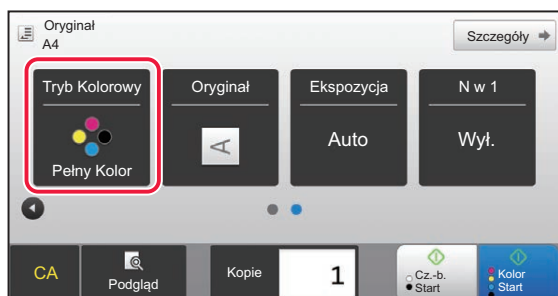 Oryginał
A4
Szczegóły
Tryb Kolorowy
Pełny Kolor
Oryginał
A
Ekspozycja
Auto
N w 1
Wył.
CA
Podgląd
Kopie
1
Cz.-b.
Start
Kolor
Start